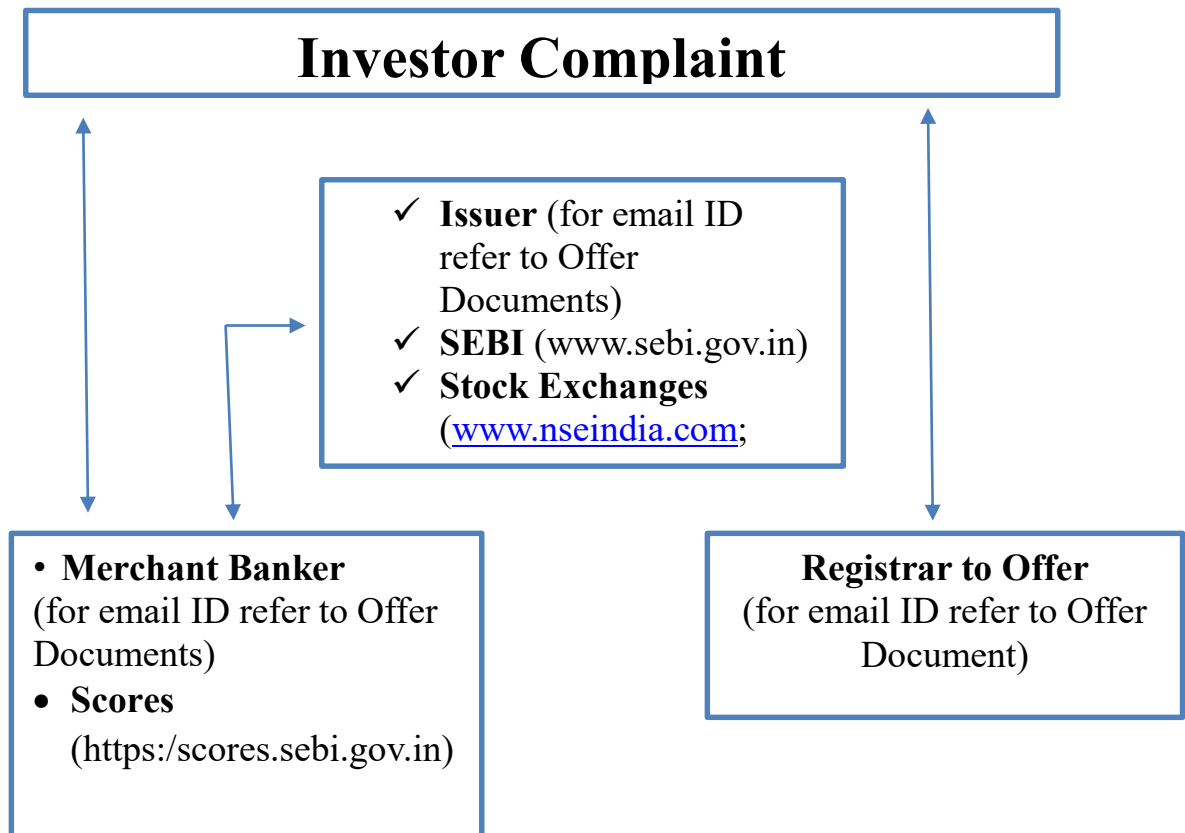 Investor Complaint
✓ Issuer (for email ID
refer to Offer
Documents)
✓ SEBI (www.sebi.gov.in)
✓ Stock Exchanges
(www.nseindia.com;
• Merchant Banker
(for email ID refer to Offer
Documents)
• Scores
(https:/scores.sebi.gov.in)
Registrar to Offer
(for email ID refer to Offer
Document)